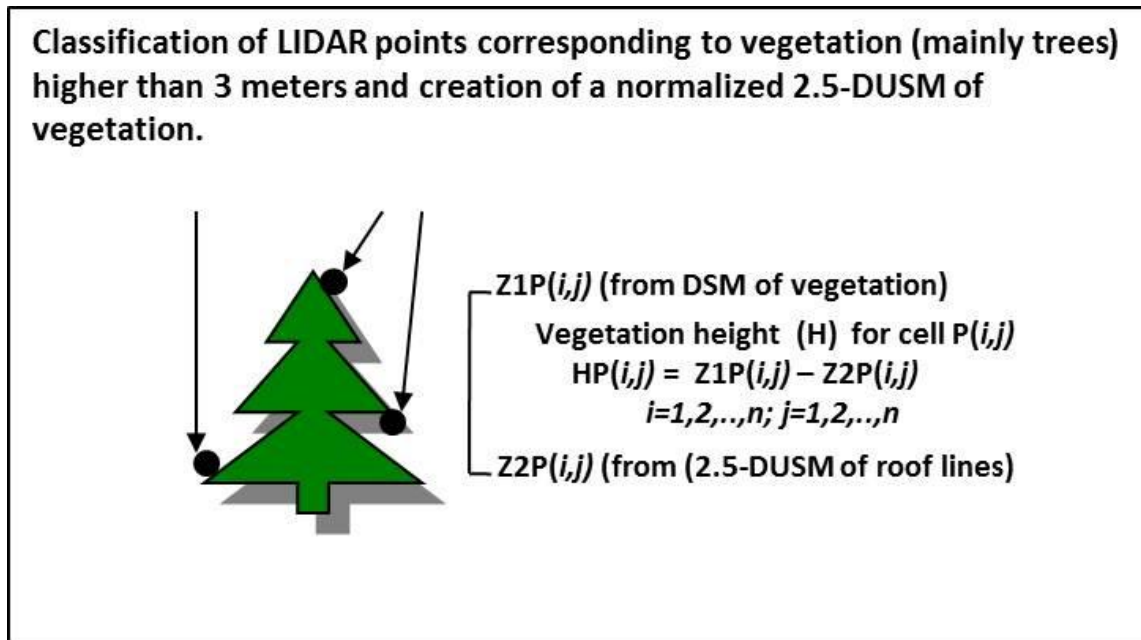 Classification of LIDAR points corresponding to vegetation (mainly trees)
higher than 3 meters and creation of a normalized 2.5-DUSM of
vegetation.
Z1P(i,j) (from DSM of vegetation)
Vegetation height (H) for cell P(i,j)
HP(i,j) = Z1P(i,j) – Z2P(i,j)
i=1,2,..,n; j=1,2,..,n
Z2P(i,j) (from (2.5-DUSM of roof lines)